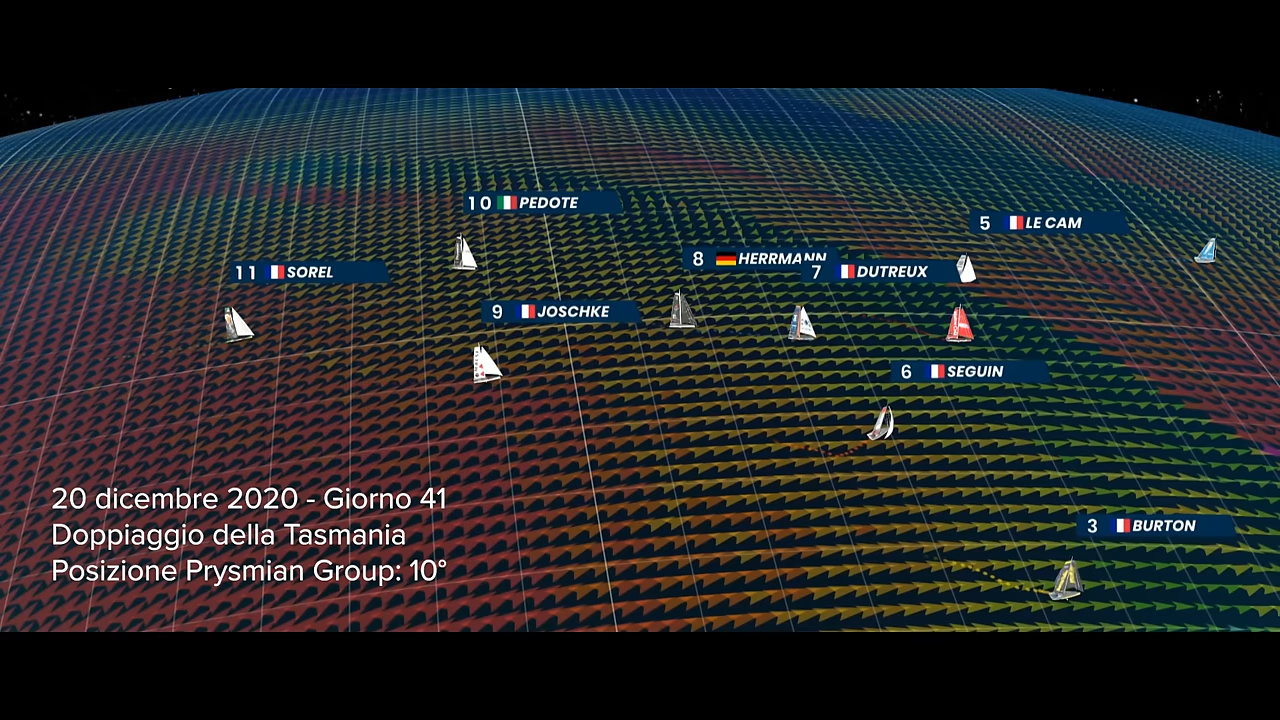 10 PEDOTE
5 LE CAM
8 HERRMANN
7 DUTREUX
11 SOREL
9 JOSCHKE
6 SEGUIN
3 BURTON
20 dicembre 2020 - Giorno 41
Doppiaggio della Tasmania
Posizione Prysmian Group: 10°